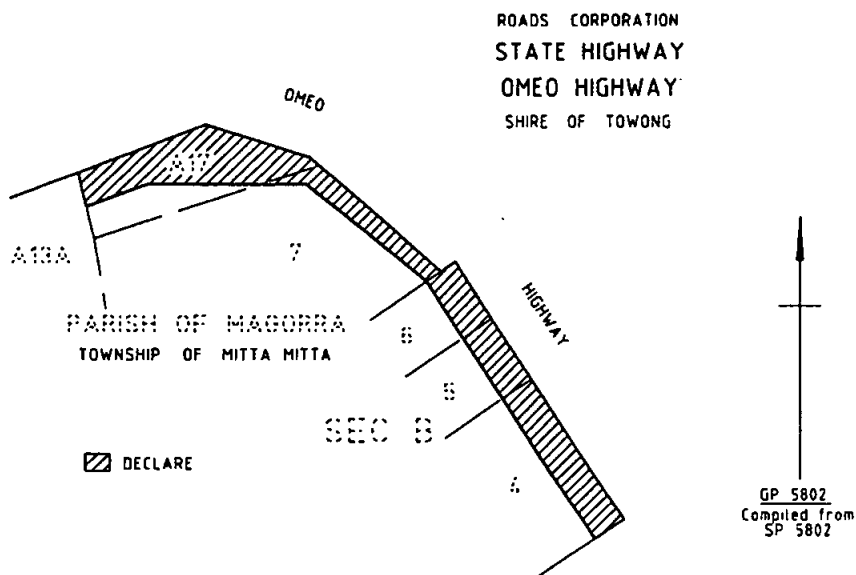 ROADS CORPORATION
STATE HIGHWAY
OMEO HIGHWAY
SHIRE OF TOWONG
OMEO
A17
A13A
7
HIGHWAY
PARISH OF MAGORRA
TOWNSHIP OF MITTA MITTA
6
5
SEC B
DECLARE
4
GP 5802
Compiled from
SP 5802